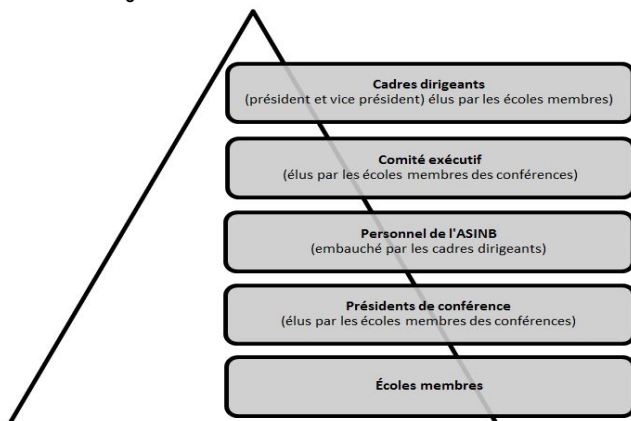 Cadres dirigeants
(président et vice président) élus par les écoles membres)
Comité exécutif
(élus par les écoles membres des conférences)
Personnel de l'ASINB
(embauché par les cadres dirigeants)
Présidents de conférence
(élus par les écoles membres des conférences)
Écoles membres